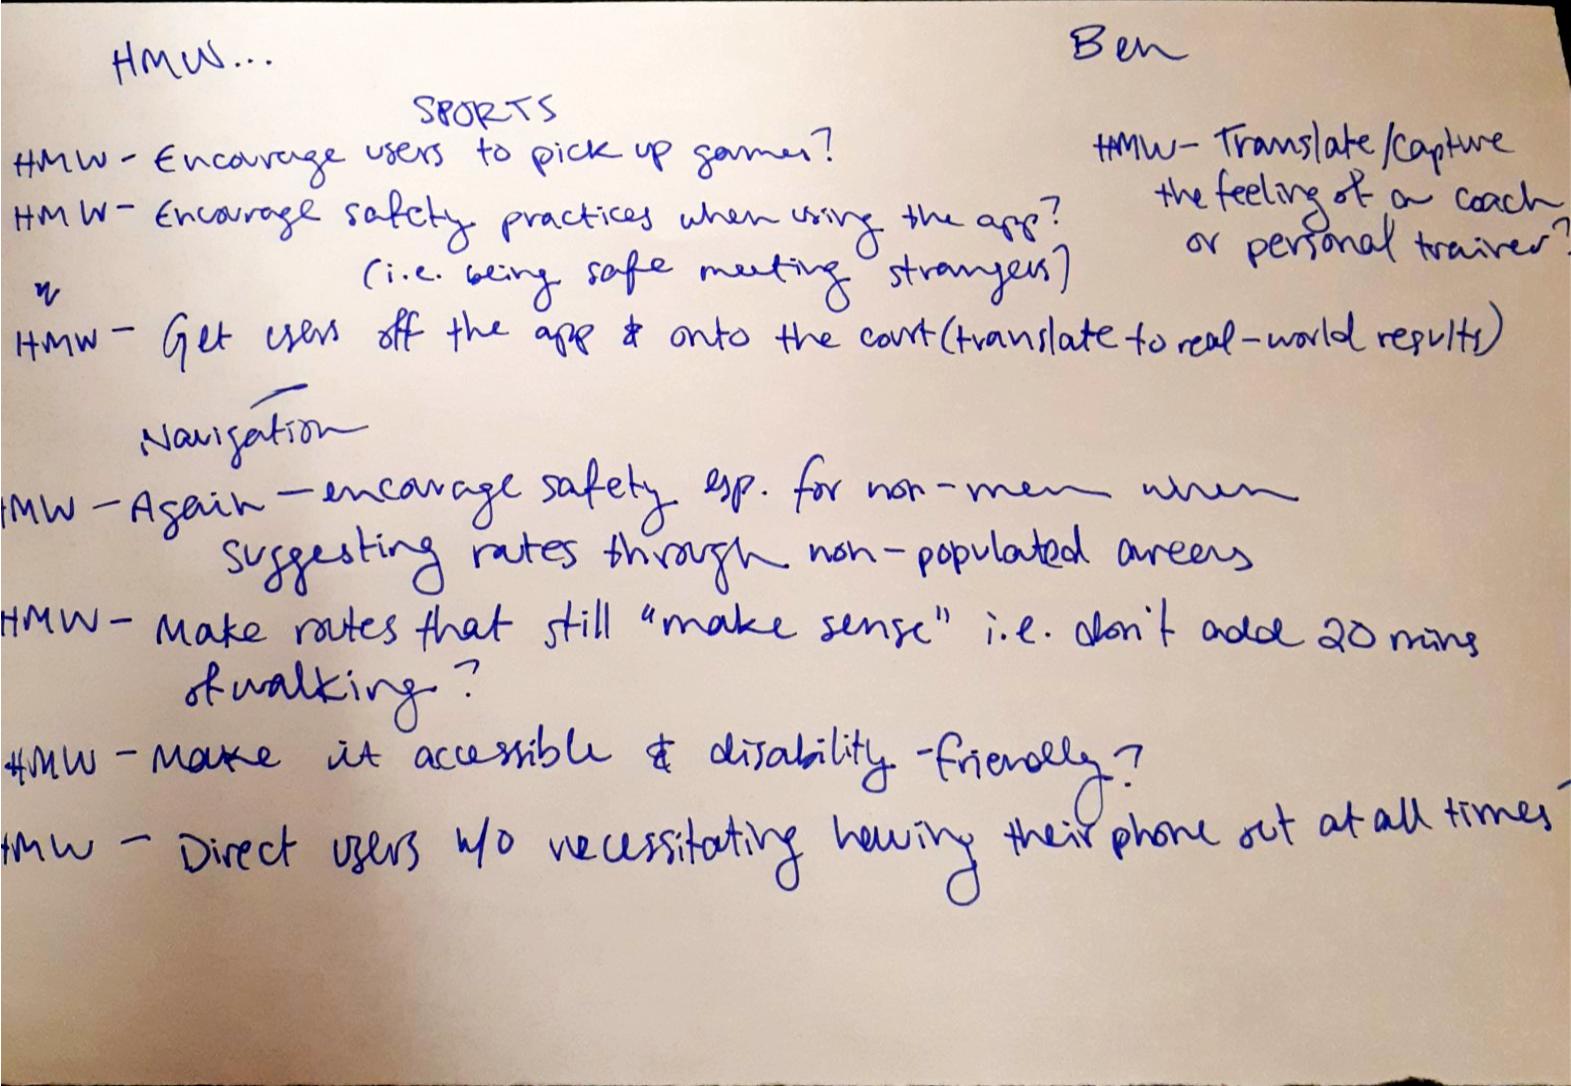 HMW...
Ben
SPORTS
HMW - Encourage users to pick up games?
HMW - Encourage safety practices when using the app?
(i.e. being safe meeting strangers)
HMW - Get users off the app & onto the court (translate to real-world results)
HMW - Translate/Capture
the feeling of a coach
or personal trainer?
Navigation
HMW - Again - encourage safety esp. for non-men when
suggesting routes through non-populated areas
HMW - Make routes that still "make sense" i.e. don't add 20 mins
of walking?
HMW - Make it accessible & disability-friendly?
HMW - Direct users w/o necessitating having their phone out at all times